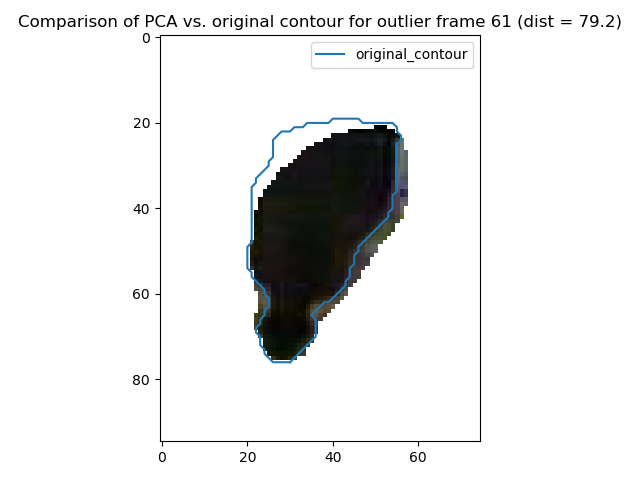 Comparison of PCA vs. original contour for outlier frame 61 (dist = 79.2)
original_contour
0
20
40
60
80
0 20 40 60